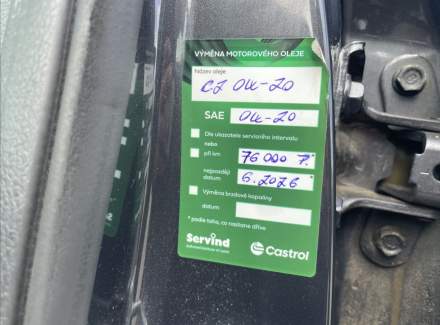 VÝMĚNA MOTOROVÉHO OLEJE
Název oleje
CZ 0W-20
SAE 0W-20
Dle ukazatele servisního intervalu
nebo
při km 76 000 *
nejpozději
datum 6.2026 *
Výměna brzdové kapaliny
datum
* podle toho, co nastane dříve
Servind
Castrol